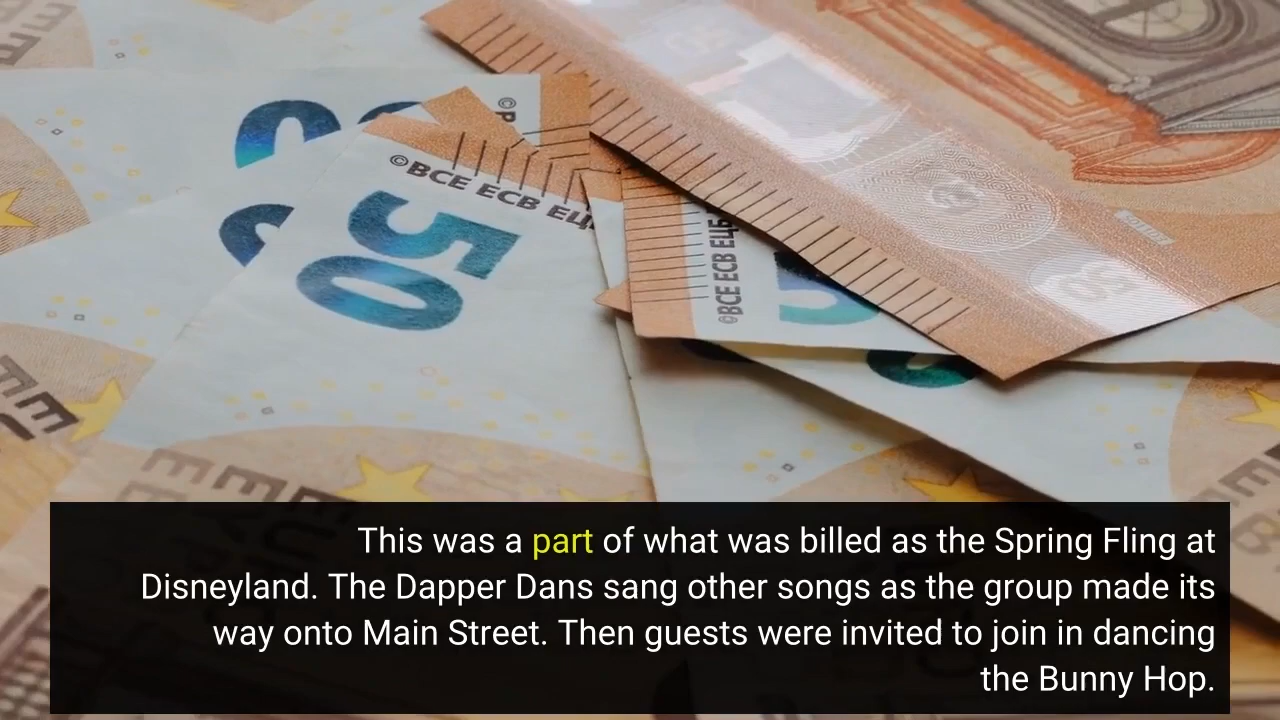 ©BCE ECB ЕЦ
50
©BCE ECB ЕЦБ
This was a part of what was billed as the Spring Fling at
Disneyland. The Dapper Dans sang other songs as the group made its
way onto Main Street. Then guests were invited to join in dancing
the Bunny Hop.